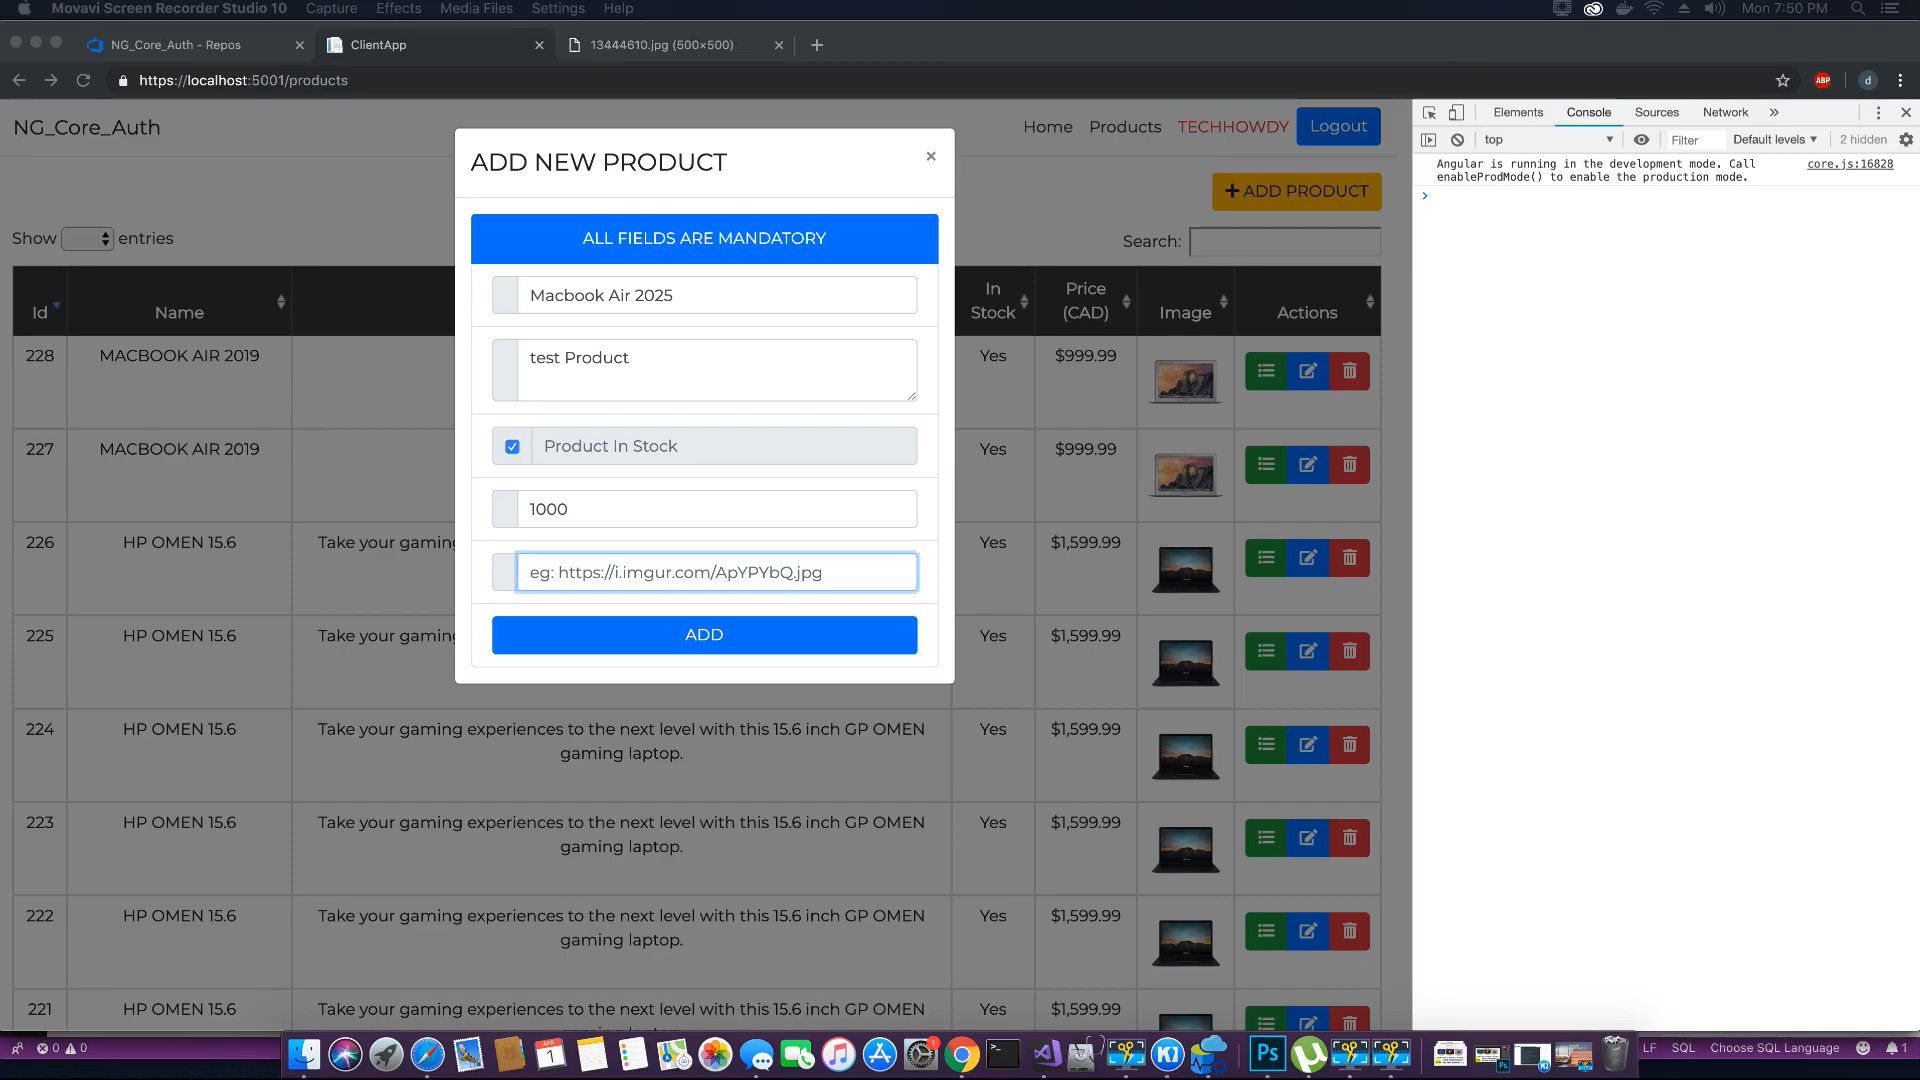 Movavi Screen Recorder Studio 10 Capture Effects Media Files Settings Help Mon 7:50 PM
NG_Core_Auth - Repos ClientApp 13444610.jpg (500×500)
https://localhost:5001/products ABP d
NG_Core_Auth Home Products TECHHOWDY Logout
ADD NEW PRODUCT ×
ADD PRODUCT
Show entries Search:
ALL FIELDS ARE MANDATORY
Macbook Air 2025
test Product
Product In Stock
1000
eg: https://i.imgur.com/ApYPYbQ.jpg
ADD
Id Name In Stock Price (CAD) Image Actions
228 MACBOOK AIR 2019 Yes $999.99
227 MACBOOK AIR 2019 Yes $999.99
226 HP OMEN 15.6 Take your gaming Yes $1,599.99
225 HP OMEN 15.6 Take your gaming Yes $1,599.99
224 HP OMEN 15.6 Take your gaming experiences to the next level with this 15.6 inch GP OMEN Yes $1,599.99
gaming laptop.
223 HP OMEN 15.6 Take your gaming experiences to the next level with this 15.6 inch GP OMEN Yes $1,599.99
gaming laptop.
222 HP OMEN 15.6 Take your gaming experiences to the next level with this 15.6 inch GP OMEN Yes $1,599.99
gaming laptop.
221 HP OMEN 15.6 Take your gaming experiences to the next level with this 15.6 inch GP OMEN Yes $1,599.99
Elements Console Sources Network »
top Filter Default levels 2 hidden
Angular is running in the development mode. Call core.js:16828
enableProdMode() to enable the production mode.
0 0 LF SQL Choose SQL Language 1
APR
1
1
Ps